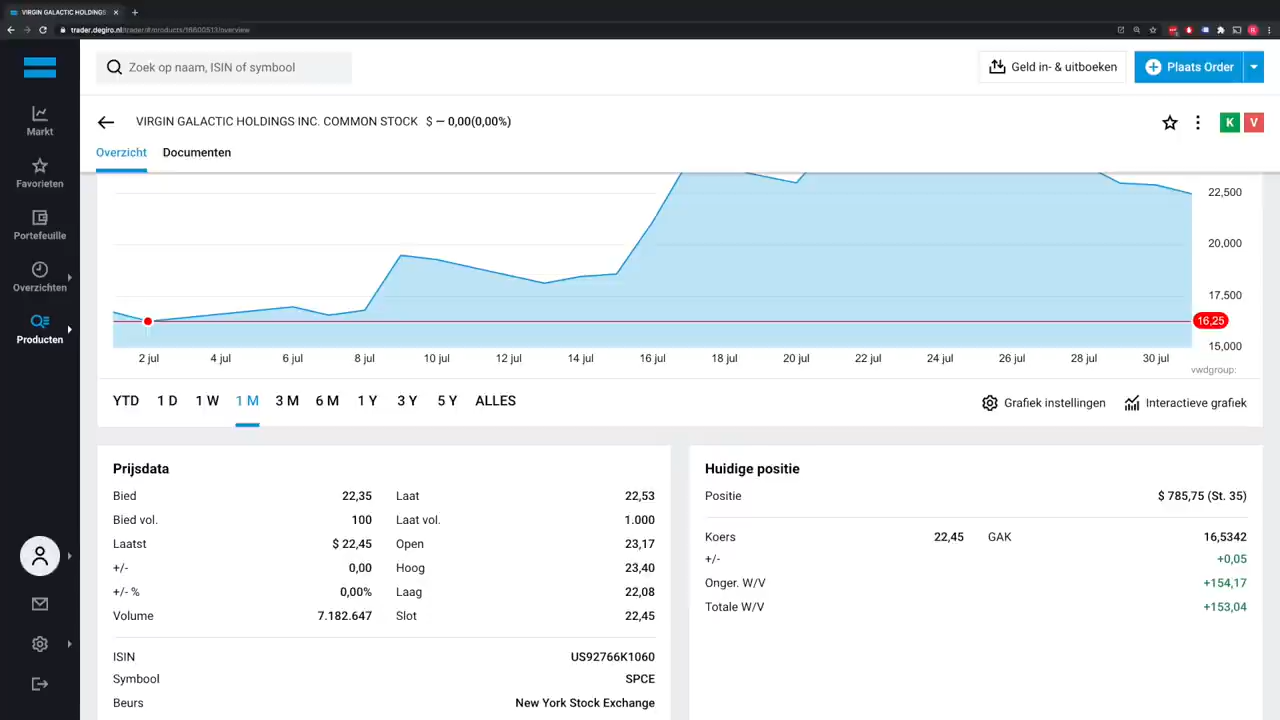 VIRGIN GALACTIC HOLDINGS
trader.degiro.nl/trader/#/products/16600513/overview
Zoek op naam, ISIN of symbool
Geld in- & uitboeken
Plaats Order
VIRGIN GALACTIC HOLDINGS INC. COMMON STOCK $ — 0,00(0,00%)
K V
Overzicht Documenten
Markt
Favorieten
Portefeuille
Overzichten
Producten
22,500
20,000
17,500
16,25
15,000
2 jul 4 jul 6 jul 8 jul 10 jul 12 jul 14 jul 16 jul 18 jul 20 jul 22 jul 24 jul 26 jul 28 jul 30 jul
vwdgroup:
YTD 1 D 1 W 1 M 3 M 6 M 1 Y 3 Y 5 Y ALLES
Grafiek instellingen Interactieve grafiek
Prijsdata
Bied 22,35 Laat 22,53
Bied vol. 100 Laat vol. 1.000
Laatst $ 22,45 Open 23,17
+/- 0,00 Hoog 23,40
+/- % 0,00% Laag 22,08
Volume 7.182.647 Slot 22,45
ISIN US92766K1060
Symbool SPCE
Beurs New York Stock Exchange
Huidige positie
Positie $ 785,75 (St. 35)
Koers 22,45 GAK 16,5342
+/- +0,05
Onger. W/V +154,17
Totale W/V +153,04